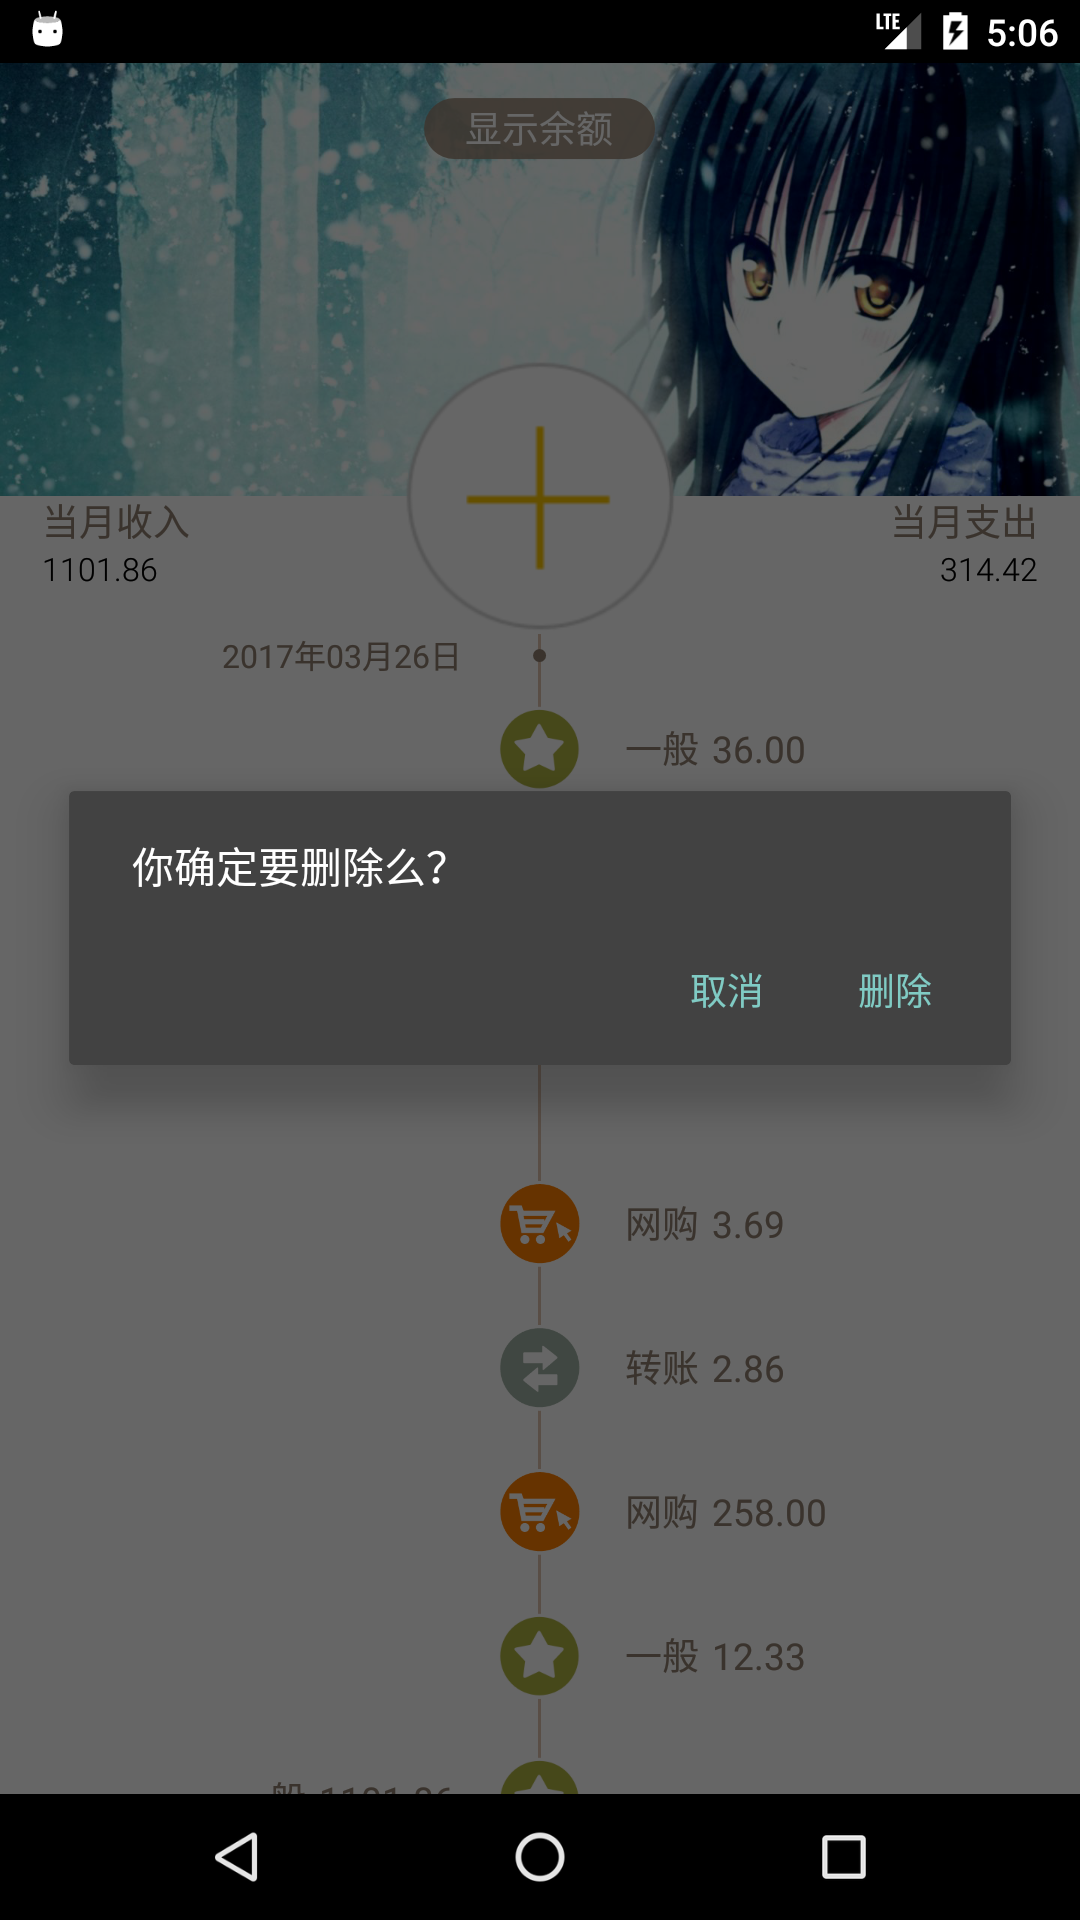 LTE 5:06
显示余额
当月收入 当月支出
1101.86 314.42
2017年03月26日
一般 36.00
你确定要删除么?
取消 删除
网购 3.69
转账 2.86
网购 258.00
一般 12.33